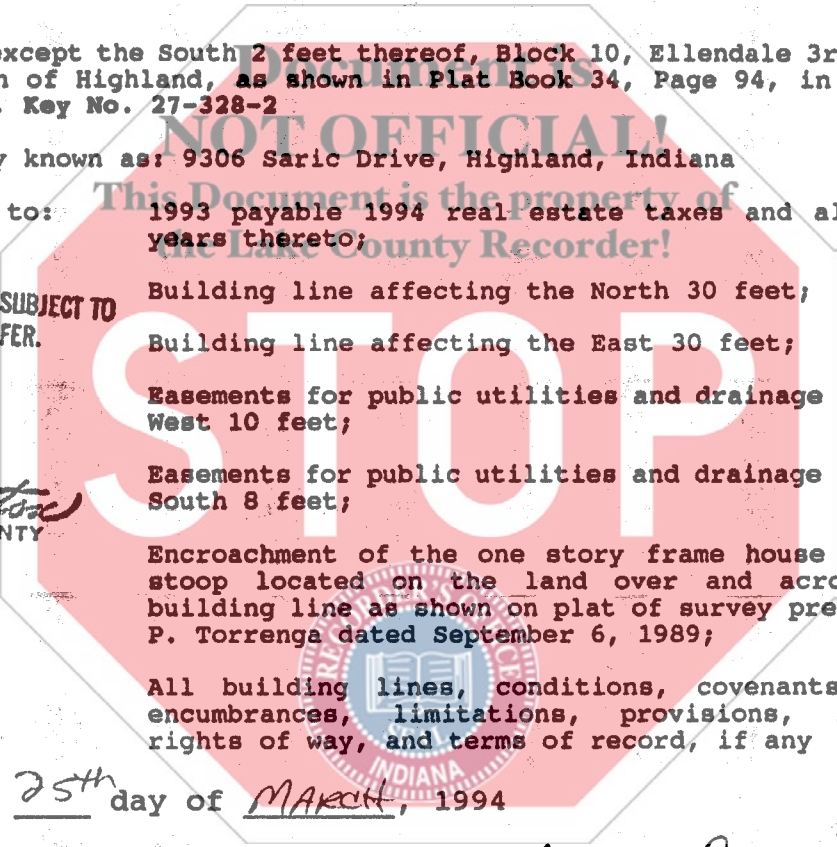 except the South 2 feet thereof, Block 10, Ellendale 3r
n of Highland, as shown in Plat Book 34, Page 94, in
. Key No. 27-328-2
y known as: 9306 Saric Drive, Highland, Indiana
to: 1993 payable 1994 real estate taxes and al
years thereto;
SUBJECT TO
FER.
Building line affecting the North 30 feet;
Building line affecting the East 30 feet;
Easements for public utilities and drainage
West 10 feet;
Easements for public utilities and drainage
South 8 feet;
NTY
Encroachment of the one story frame house
stoop located on the land over and acro
building line as shown on plat of survey pre
P. Torrenga dated September 6, 1989;
All building lines, conditions, covenants
encumbrances, limitations, provisions,
rights of way, and terms of record, if any
25th day of MARCH, 1994
Document is
NOT OFFICIAL!
This Document is the property of
the Lake County Recorder!
STOP
RECORDER'S OFFICE
SEAL
INDIANA